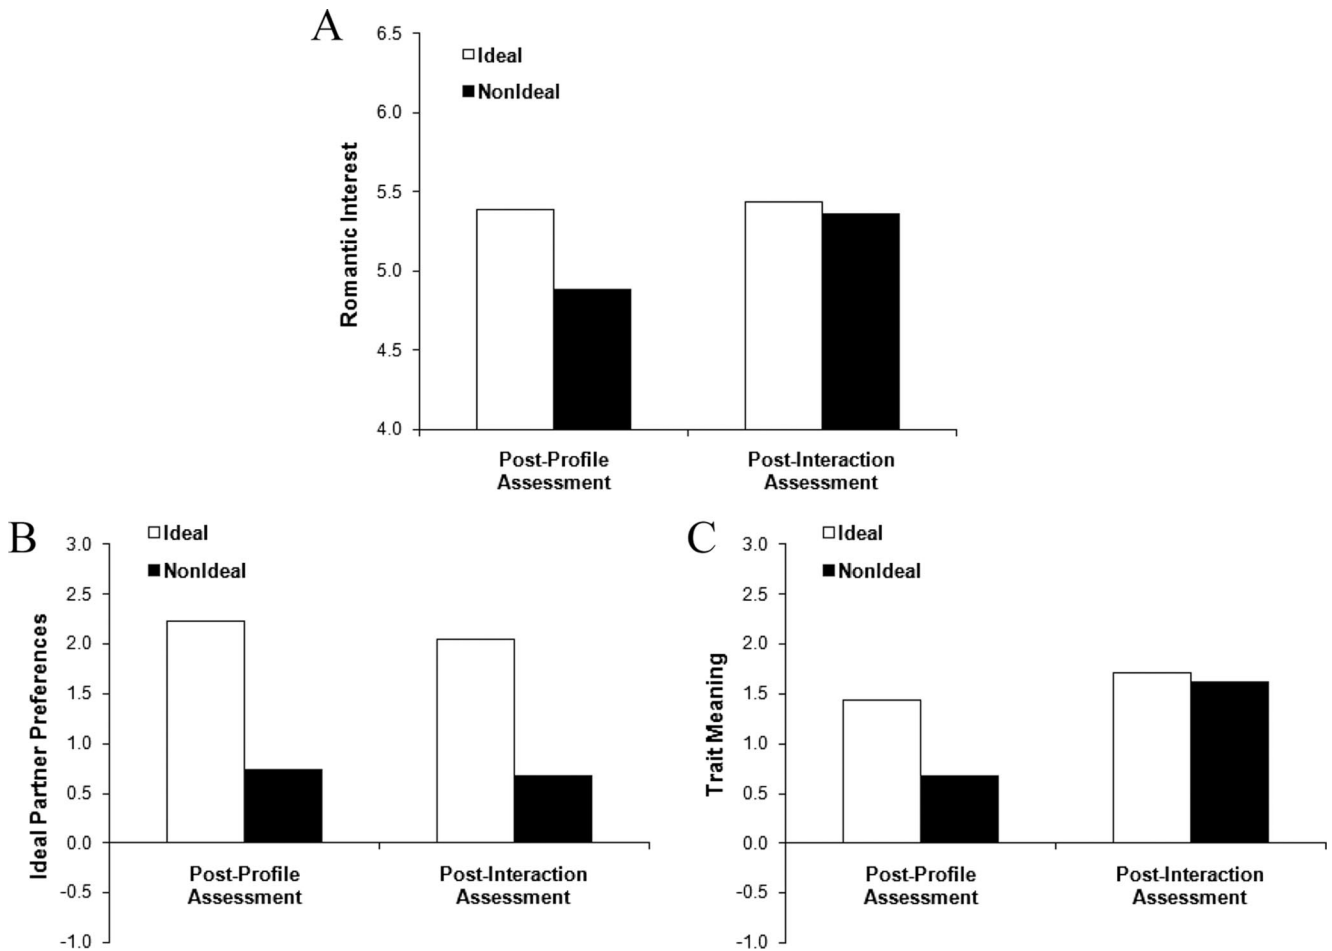 A
Romantic Interest
6.5
6.0
5.5
5.0
4.5
4.0
Ideal
NonIdeal
Post-Profile
Assessment
Post-Interaction
Assessment
B
Ideal Partner Preferences
3.0
2.5
2.0
1.5
1.0
0.5
0.0
-0.5
-1.0
Ideal
NonIdeal
Post-Profile
Assessment
Post-Interaction
Assessment
C
Trait Meaning
3.0
2.5
2.0
1.5
1.0
0.5
0.0
-0.5
-1.0
Ideal
NonIdeal
Post-Profile
Assessment
Post-Interaction
Assessment